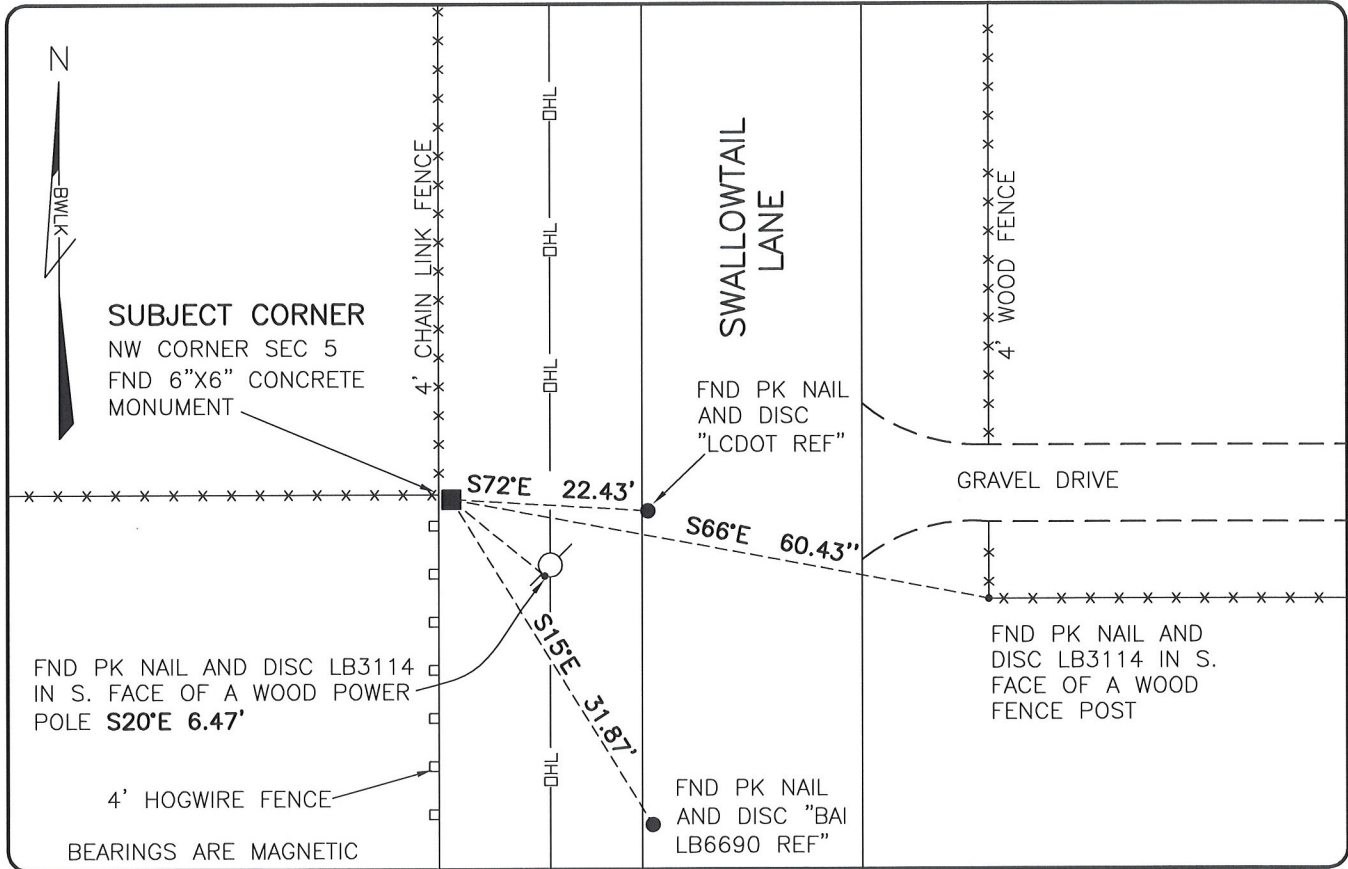 N
BWLK
4' CHAIN LINK FENCE
OHL
OHL
OHL
OHL
SWALLOWTAIL
LANE
4' WOOD FENCE
SUBJECT CORNER
NW CORNER SEC 5
FND 6"X6" CONCRETE
MONUMENT
FND PK NAIL
AND DISC
"LCDOT REF"
GRAVEL DRIVE
S72°E 22.43'
S66°E 60.43"
S15°E 31.87'
FND PK NAIL AND DISC LB3114
IN S. FACE OF A WOOD POWER
POLE S20°E 6.47'
FND PK NAIL AND
DISC LB3114 IN S.
FACE OF A WOOD
FENCE POST
4' HOGWIRE FENCE
FND PK NAIL
AND DISC "BAI
LB6690 REF"
BEARINGS ARE MAGNETIC